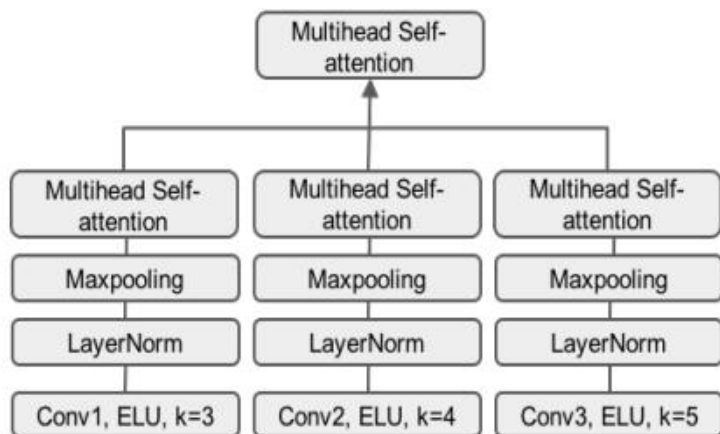 Multihead Self-
attention
Multihead Self-
attention
Multihead Self-
attention
Multihead Self-
attention
Maxpooling
Maxpooling
Maxpooling
LayerNorm
LayerNorm
LayerNorm
Conv1, ELU, k=3
Conv2, ELU, k=4
Conv3, ELU, k=5